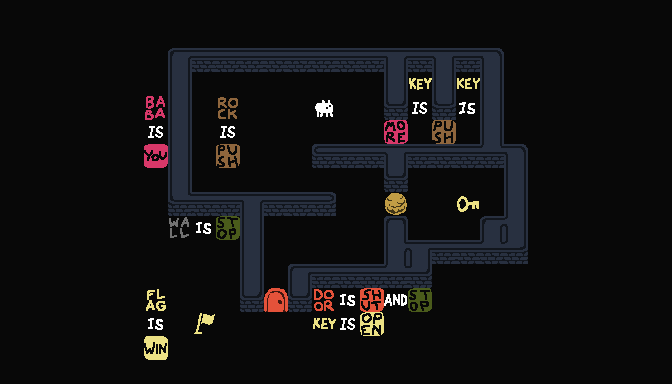 KEY KEY
BABA ROCK IS IS
IS IS MORE PUSH
YOU PUSH
WALL IS STOP
FLAG DOOR IS SHUT AND STOP
IS KEY IS OPEN
WIN